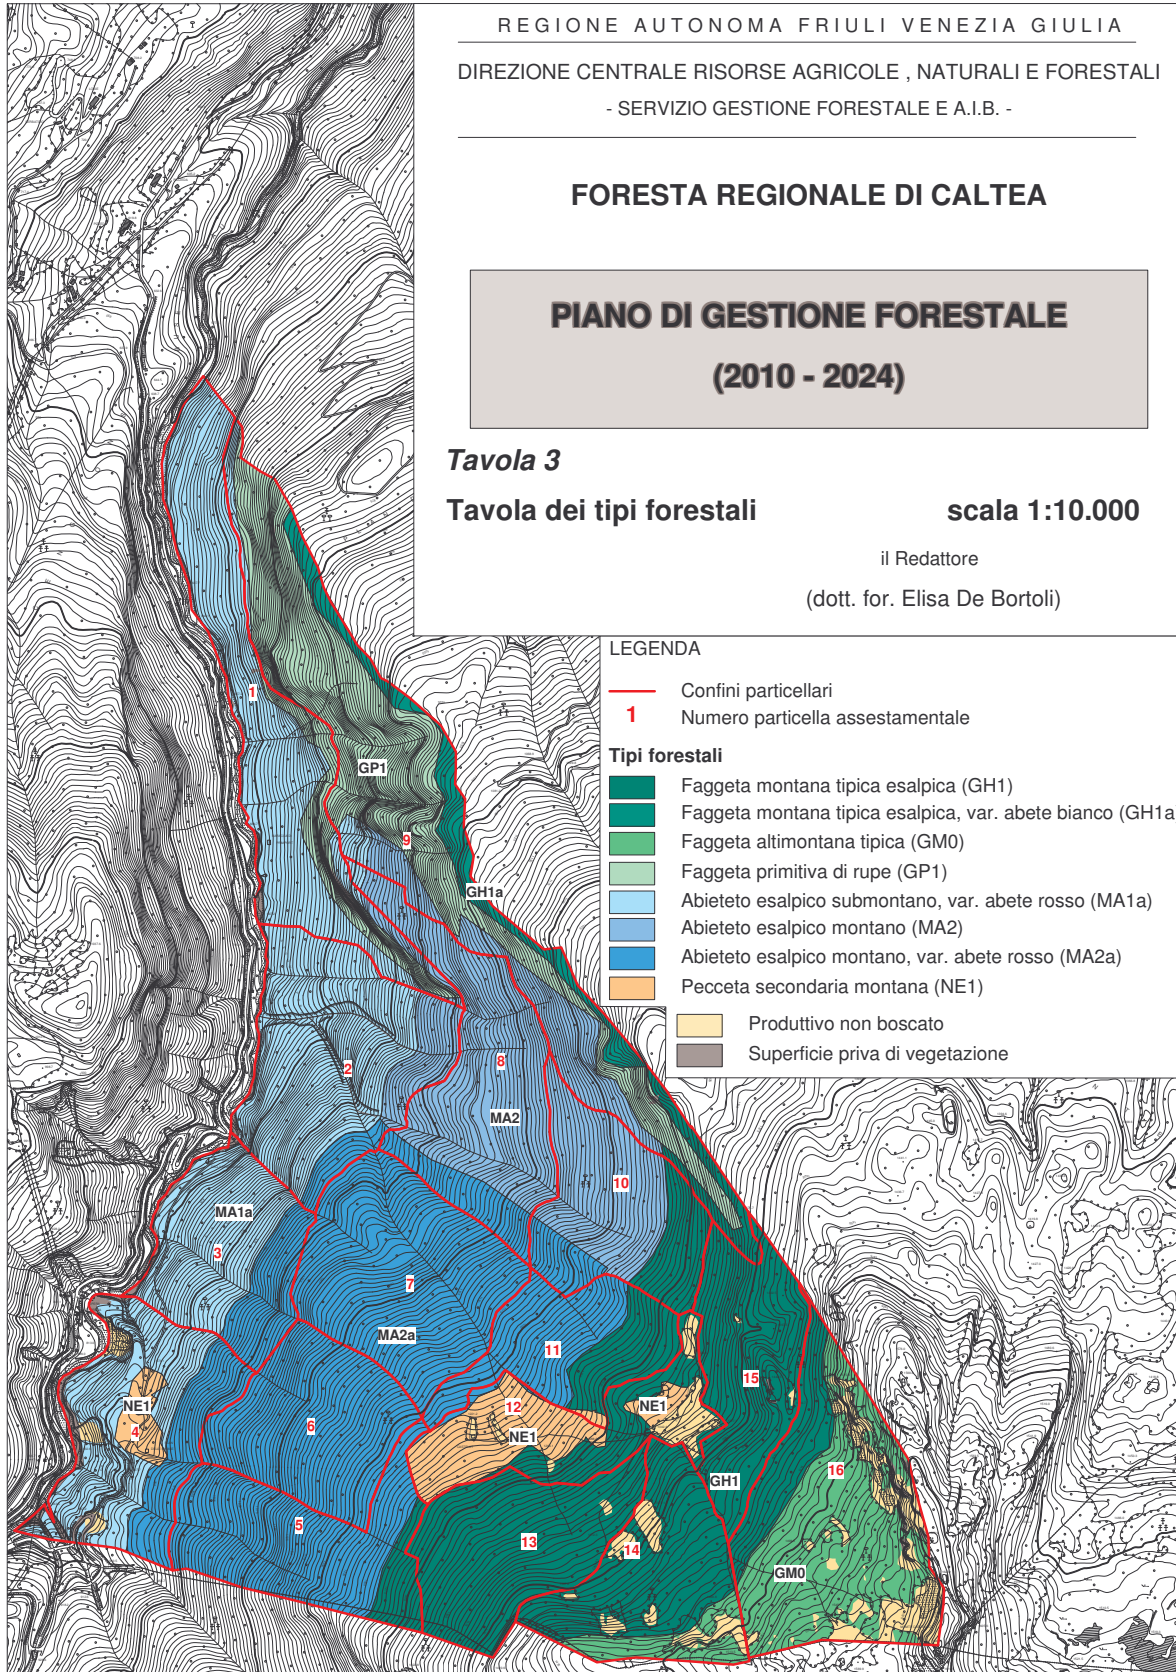 REGIONE AUTONOMA FRIULI VENEZIA GIULIA
DIREZIONE CENTRALE RISORSE AGRICOLE , NATURALI E FORESTALI
- SERVIZIO GESTIONE FORESTALE E A.I.B. -
FORESTA REGIONALE DI CALTEA
PIANO DI GESTIONE FORESTALE
(2010 - 2024)
Tavola 3
Tavola dei tipi forestali scala 1:10.000
il Redattore
(dott. for. Elisa De Bortoli)
LEGENDA
Confini particellari
1 Numero particella assestamentale
Tipi forestali
Faggeta montana tipica esalpica (GH1)
Faggeta montana tipica esalpica, var. abete bianco (GH1a
Faggeta altimontana tipica (GM0)
Faggeta primitiva di rupe (GP1)
Abieteto esalpico submontano, var. abete rosso (MA1a)
Abieteto esalpico montano (MA2)
Abieteto esalpico montano, var. abete rosso (MA2a)
Pecceta secondaria montana (NE1)
Produttivo non boscato
Superficie priva di vegetazione
1
GP1
9
GH1a
8
2
MA2
10
MA1a
3
7
MA2a
11
15
NE1
12
NE1
4
6
NE1
16
GH1
5
13
14
GM0